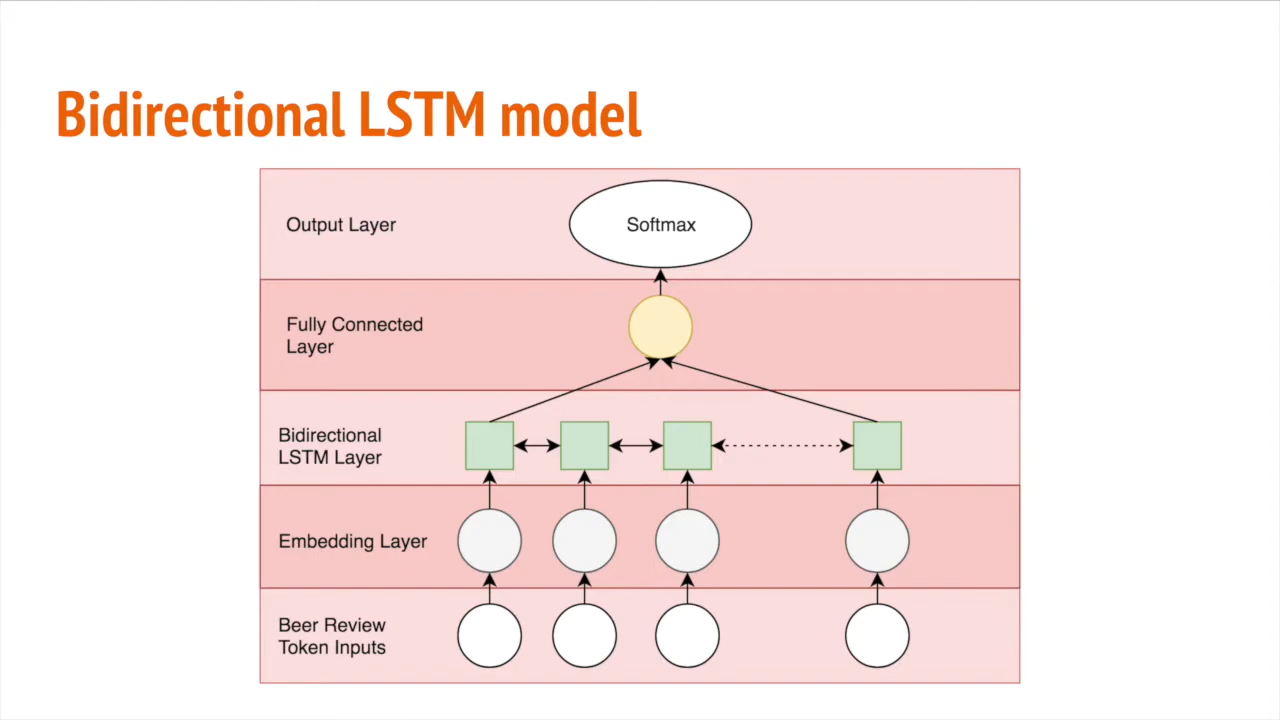 Bidirectional LSTM model
Output Layer
Softmax
Fully Connected
Layer
Bidirectional
LSTM Layer
Embedding Layer
Beer Review
Token Inputs